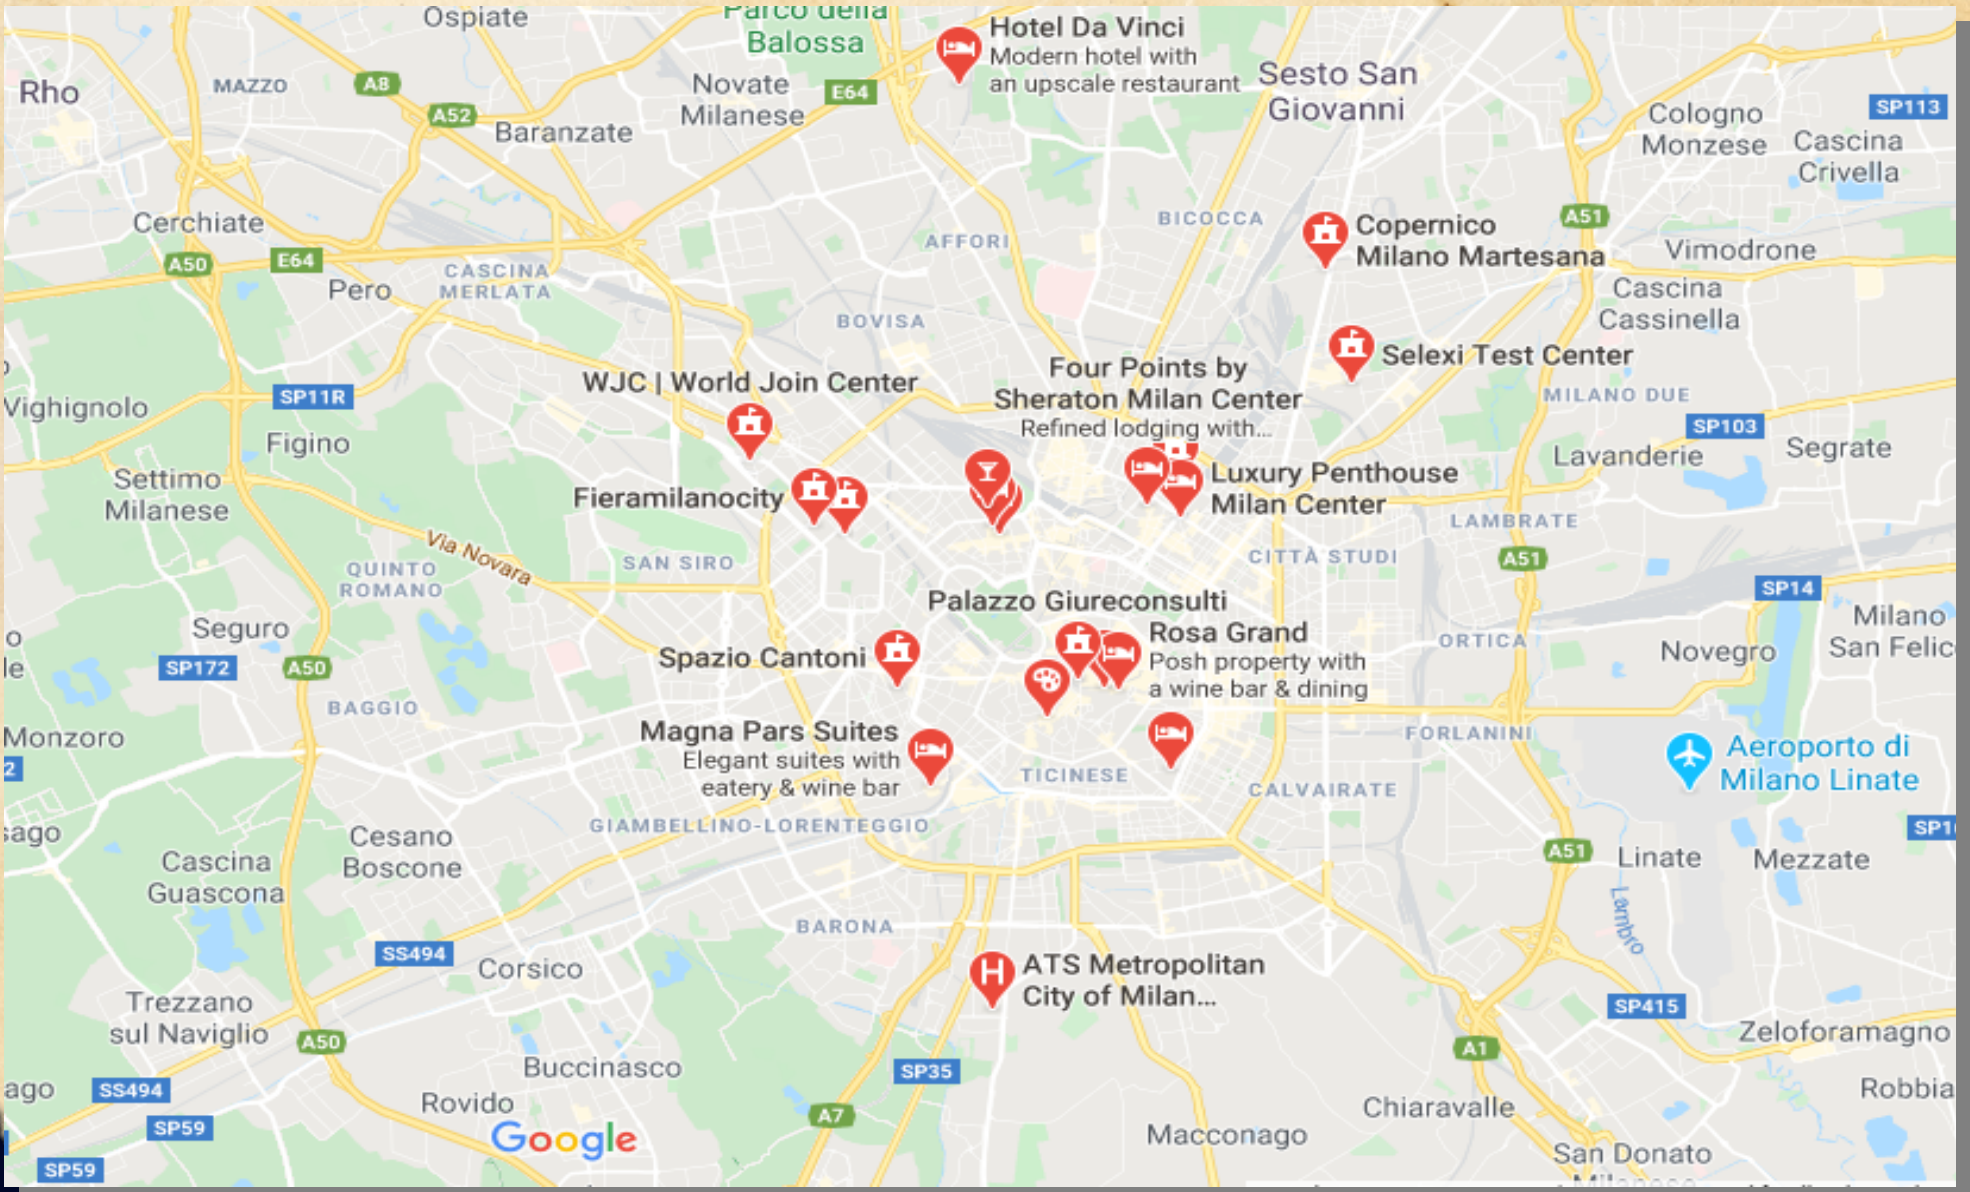 Ospiate
Parco della
Balossa
Hotel Da Vinci
Modern hotel with
an upscale restaurant
Rho
MAZZO
A8
A52
Novate
Milanese
E64
Baranzate
Sesto San
Giovanni
Cologno
Monzese
SP113
Cascina
Crivella
Cerchiate
A50
E64
Pero
CASCINA
MERLATA
AFFORI
BICOCCA
Copernico
Milano Martesana
A51
Vimodrone
Cascina
Cassinella
BOVISA
Selexi Test Center
MILANO DUE
WJC | World Join Center
Four Points by
Sheraton Milan Center
Refined lodging with...
Vighignolo
SP11R
Figino
SP103
Segrate
Lavanderie
Settimo
Milanese
Fieramilanocity
Luxury Penthouse
Milan Center
LAMBRATE
Via Novara
SAN SIRO
CITTÀ STUDI
A51
QUINTO
ROMANO
SP14
Palazzo Giureconsulti
Rosa Grand
Posh property with
a wine bar & dining
Milano
San Felic
Seguro
SP172
A50
Spazio Cantoni
ORTICA
Novegro
o
le
BAGGIO
Monzoro
2
Magna Pars Suites
Elegant suites with
eatery & wine bar
FORLANINI
Aeroporto di
Milano Linate
TICINESE
CALVAIRATE
GIAMBELLINO-LORENTEGGIO
sago
Cesano
Boscone
Cascina
Guascona
A51
Linate
Mezzate
SP1
Lambro
BARONA
SS494
Corsico
ATS Metropolitan
City of Milan...
Trezzano
sul Naviglio
A50
SP415
Zeloforamagno
A1
Buccinasco
SP35
ago
SS494
Rovido
A7
Robbia
Chiaravalle
SP59
Google
Macconago
San Donato
Milanese
SP59